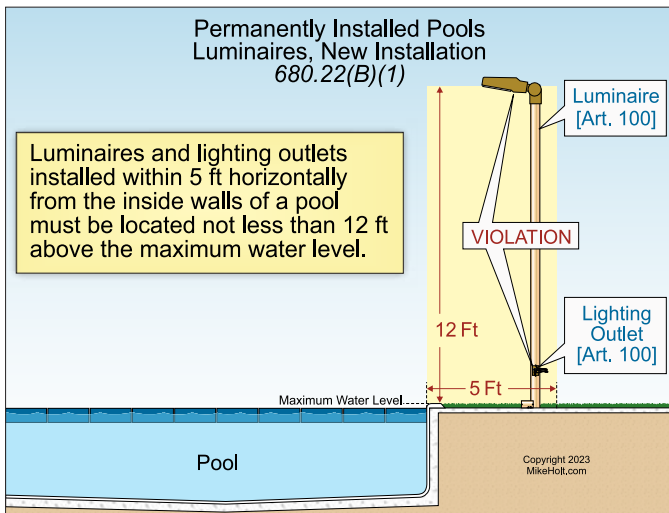 Permanently Installed Pools
Luminaires, New Installation
680.22(B)(1)
Luminaire
[Art. 100]
Luminaires and lighting outlets
installed within 5 ft horizontally
from the inside walls of a pool
must be located not less than 12 ft
above the maximum water level.
VIOLATION
12 Ft
Lighting
Outlet
[Art. 100]
5 Ft
Maximum Water Level
Pool
Copyright 2023
MikeHolt.com